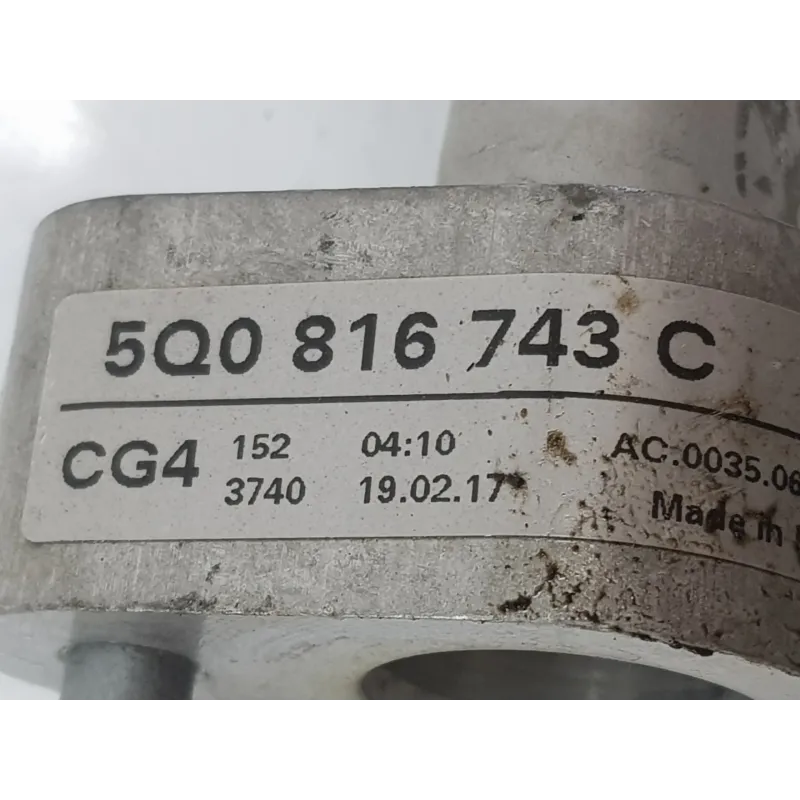 5Q0 816 743 C
CG4 152 04:10 AC.0035.06
3740 19.02.17 Made in